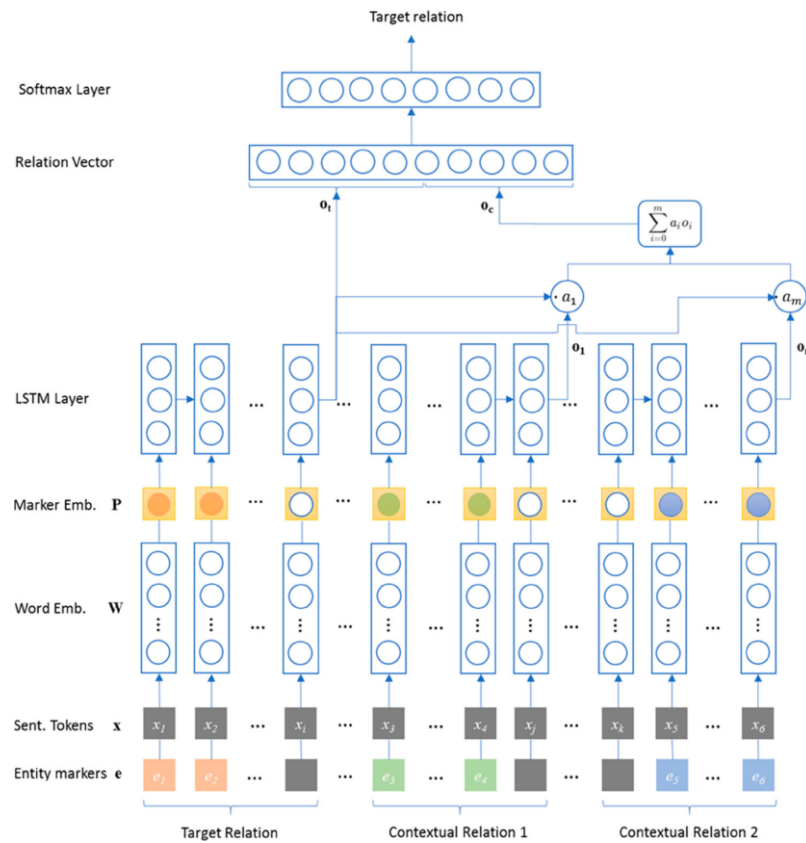 Target relation
Softmax Layer
Relation Vector
o_t
o_c
\sum_{i=0}^{m} a_i o_i
· a_1
· a_m
o_1
LSTM Layer
... ... ... ... ...
Marker Emb. P
... ... ... ... ...
Word Emb. W
... ... ... ... ...
Sent. Tokens x x_1 x_2 ... x_i ... x_3 ... x_4 x_j ... x_k x_5 ... x_6
Entity markers e e_1 e_2 ... ... e_3 ... e_4 ... e_5 ... e_6
Target Relation Contextual Relation 1 Contextual Relation 2